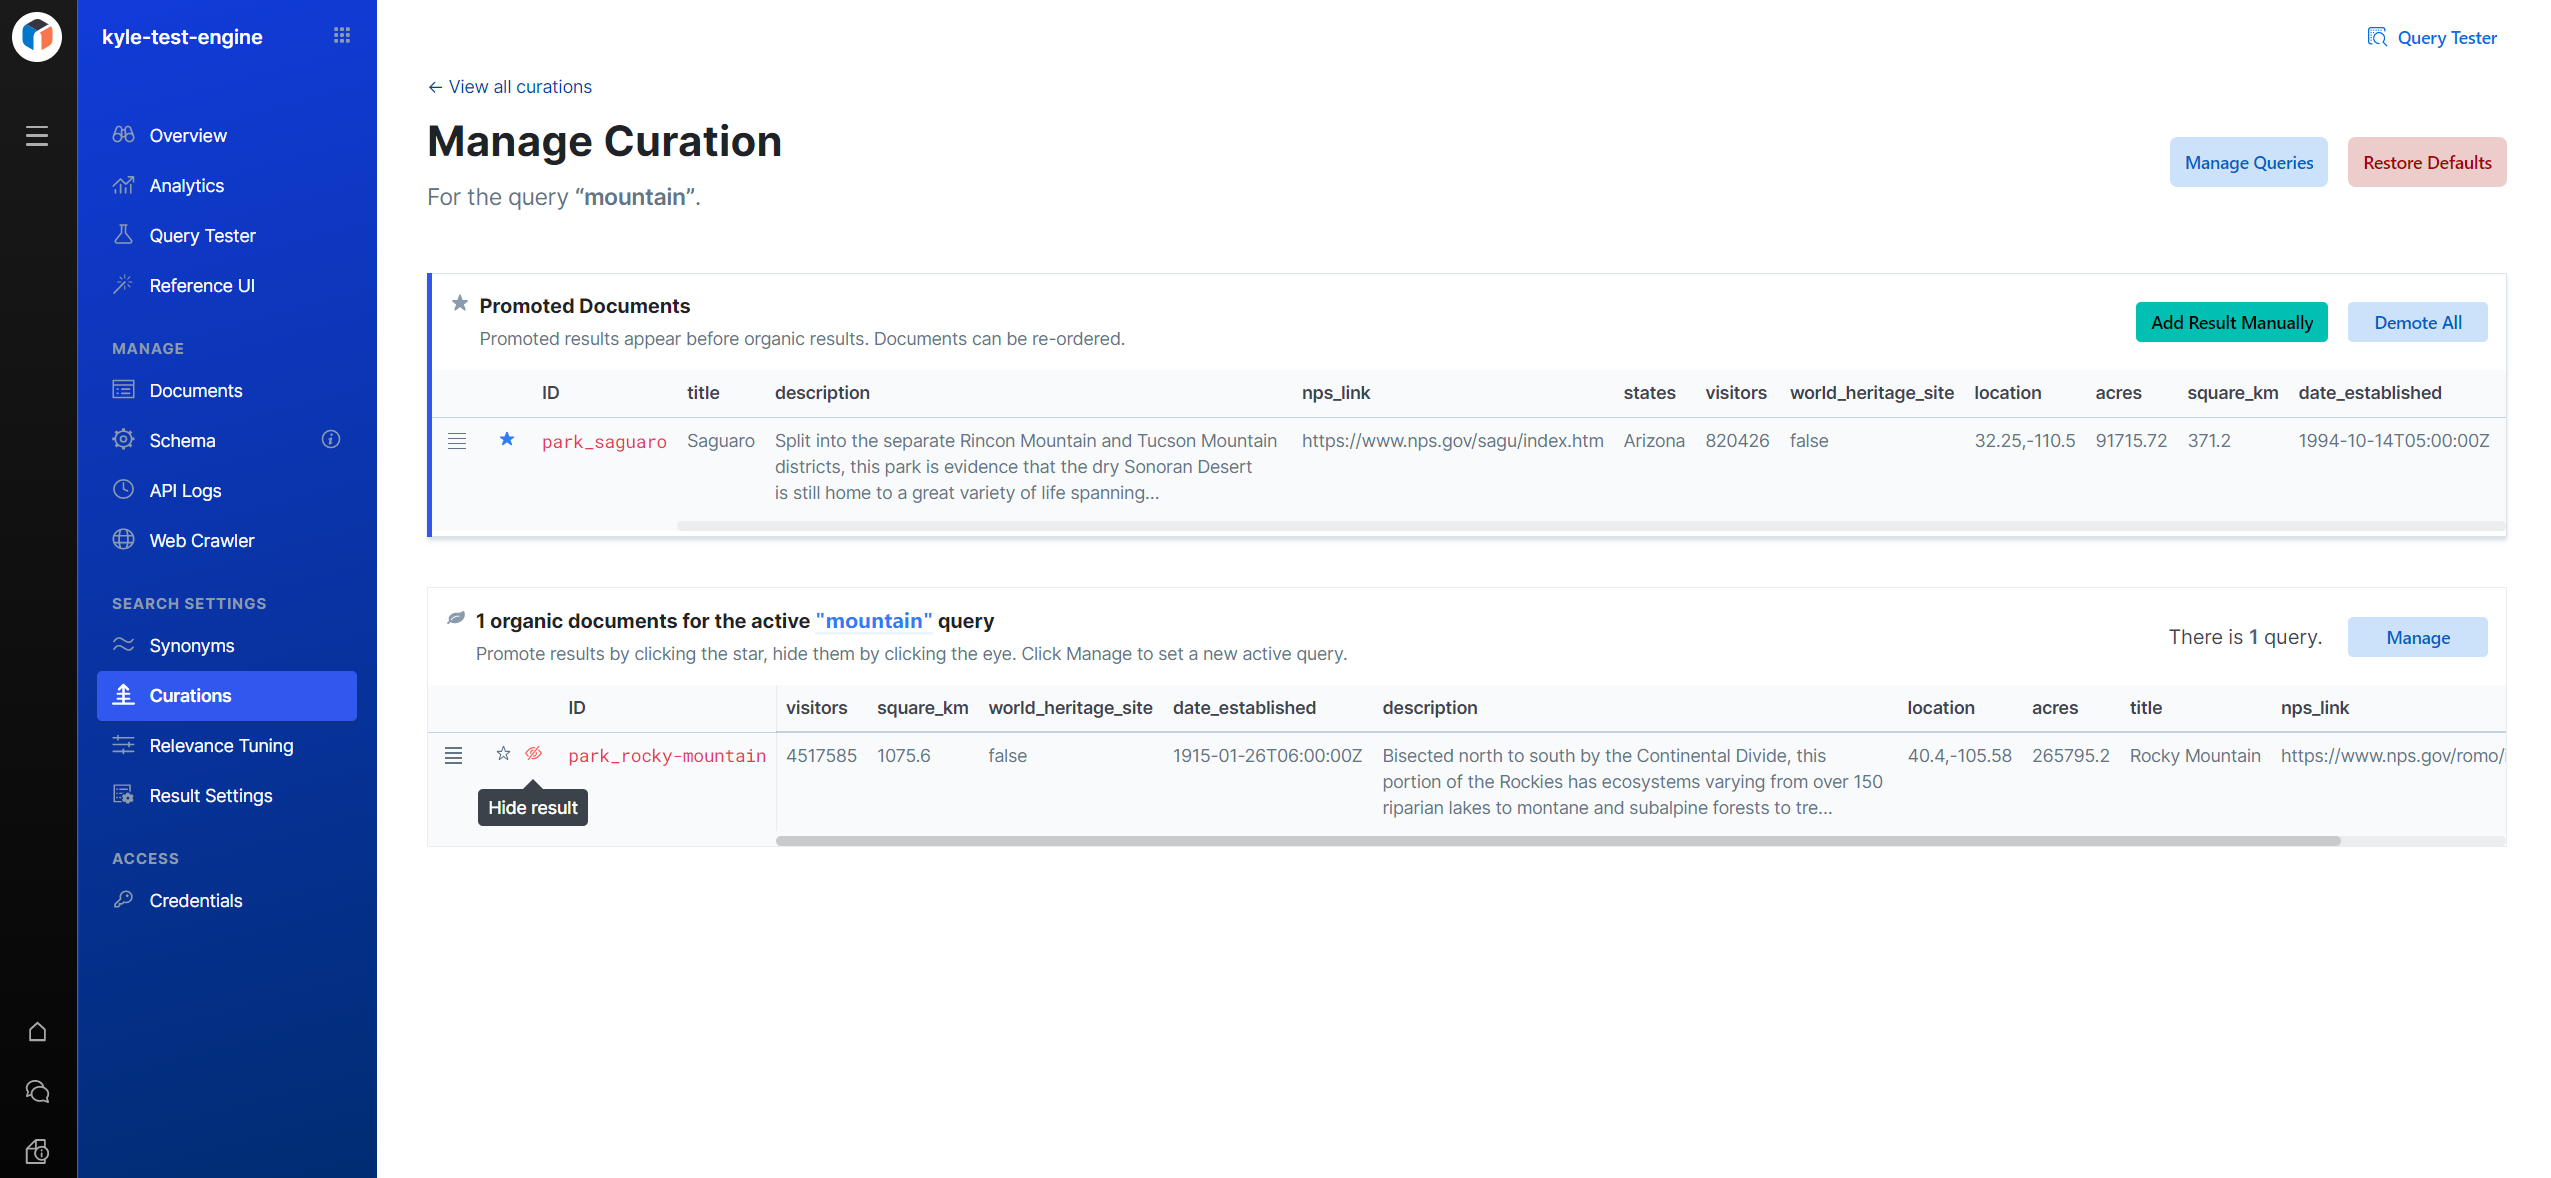 kyle-test-engine
Overview
Analytics
Query Tester
Reference UI
MANAGE
Documents
Schema
API Logs
Web Crawler
SEARCH SETTINGS
Synonyms
Curations
Relevance Tuning
Result Settings
ACCESS
Credentials
Query Tester
← View all curations
Manage Curation
For the query “mountain”.
Manage Queries
Restore Defaults
Promoted Documents
Promoted results appear before organic results. Documents can be re-ordered.
Add Result Manually
Demote All
ID title description nps_link states visitors world_heritage_site location acres square_km date_established
park_saguaro Saguaro Split into the separate Rincon Mountain and Tucson Mountain https://www.nps.gov/sagu/index.htm Arizona 820426 false 32.25,-110.5 91715.72 371.2 1994-10-14T05:00:00Z
districts, this park is evidence that the dry Sonoran Desert
is still home to a great variety of life spanning...
1 organic documents for the active "mountain" query
Promote results by clicking the star, hide them by clicking the eye. Click Manage to set a new active query.
There is 1 query.
Manage
ID visitors square_km world_heritage_site date_established description location acres title nps_link
park_rocky-mountain 4517585 1075.6 false 1915-01-26T06:00:00Z Bisected north to south by the Continental Divide, this 40.4,-105.58 265795.2 Rocky Mountain https://www.nps.gov/romo/
portion of the Rockies has ecosystems varying from over 150
riparian lakes to montane and subalpine forests to tre...
Hide result